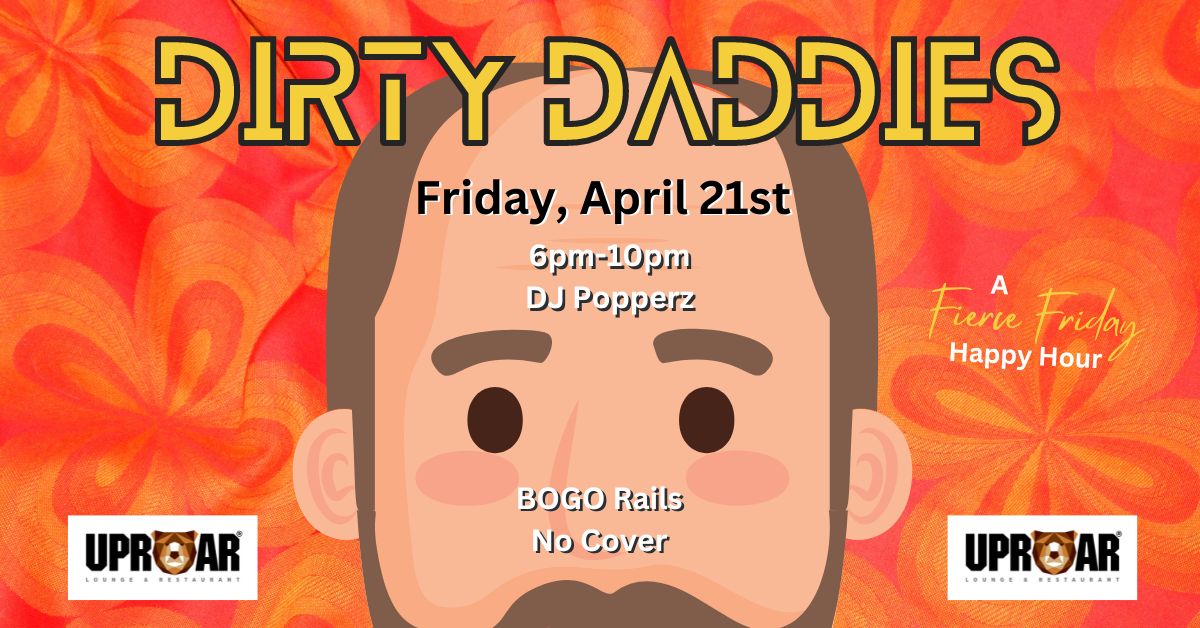 DIRTY DADDIES
Friday, April 21st
6pm-10pm
DJ Popperz
A
Fierce Friday
Happy Hour
BOGO Rails
No Cover
UPROAR®
LOUNGE & RESTAURANT
UPROAR®
LOUNGE & RESTAURANT